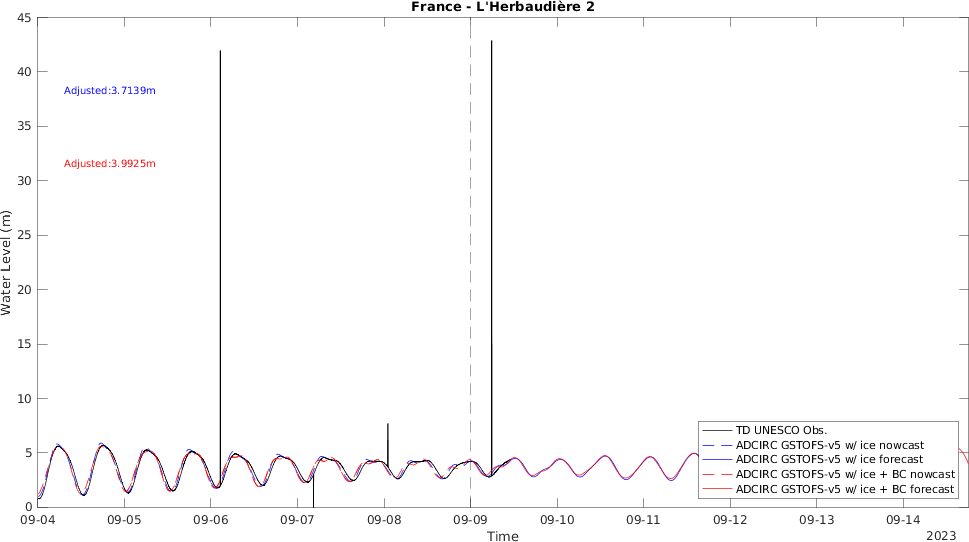 France - L'Herbaudière 2
Water Level (m)
45
40
35
30
25
20
15
10
5
0
Adjusted:3.7139m
Adjusted:3.9925m
TD UNESCO Obs.
ADCIRC GSTOFS-v5 w/ ice nowcast
ADCIRC GSTOFS-v5 w/ ice forecast
ADCIRC GSTOFS-v5 w/ ice + BC nowcast
ADCIRC GSTOFS-v5 w/ ice + BC forecast
09-04 09-05 09-06 09-07 09-08 09-09 09-10 09-11 09-12 09-13 09-14
Time
2023